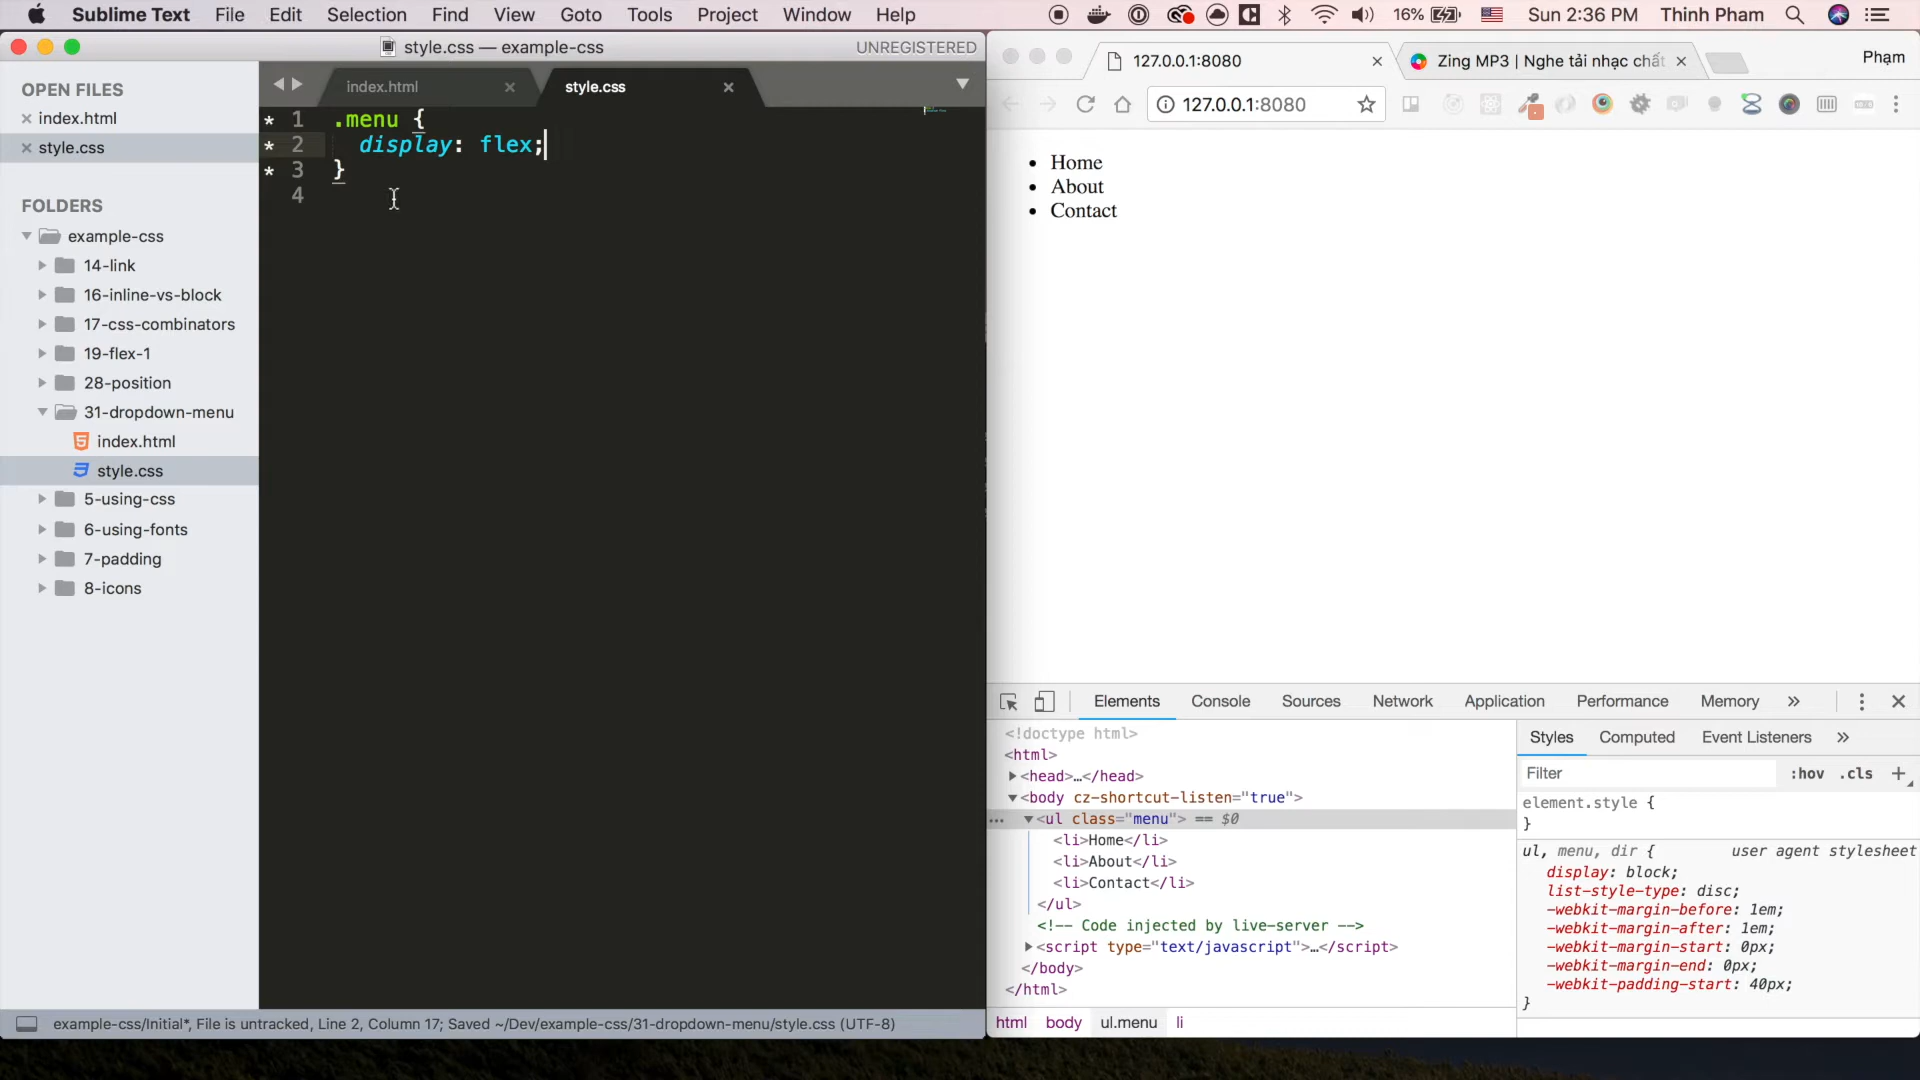 Sublime Text File Edit Selection Find View Goto Tools Project Window Help 16% Sun 2:36 PM Thinh Pham
style.css — example-css UNREGISTERED
OPEN FILES
index.html
style.css
FOLDERS
example-css
14-link
16-inline-vs-block
17-css-combinators
19-flex-1
28-position
31-dropdown-menu
index.html
style.css
5-using-css
6-using-fonts
7-padding
8-icons
index.html style.css
* 1 .menu {
* 2 display: flex;
* 3 }
4
example-css/Initial*, File is untracked, Line 2, Column 17; Saved ~/Dev/example-css/31-dropdown-menu/style.css (UTF-8)
127.0.0.1:8080 Zing MP3 | Nghe tải nhạc chất Phạm
127.0.0.1:8080
• Home
• About
• Contact
Elements Console Sources Network Application Performance Memory »
<!doctype html>
<html>
<head>…</head>
<body cz-shortcut-listen="true">
… <ul class="menu"> == $0
<li>Home</li>
<li>About</li>
<li>Contact</li>
</ul>
<!-- Code injected by live-server -->
<script type="text/javascript">…</script>
</body>
</html>
html body ul.menu li
Styles Computed Event Listeners »
Filter :hov .cls +
element.style {
}
ul, menu, dir { user agent stylesheet
display: block;
list-style-type: disc;
-webkit-margin-before: 1em;
-webkit-margin-after: 1em;
-webkit-margin-start: 0px;
-webkit-margin-end: 0px;
-webkit-padding-start: 40px;
}